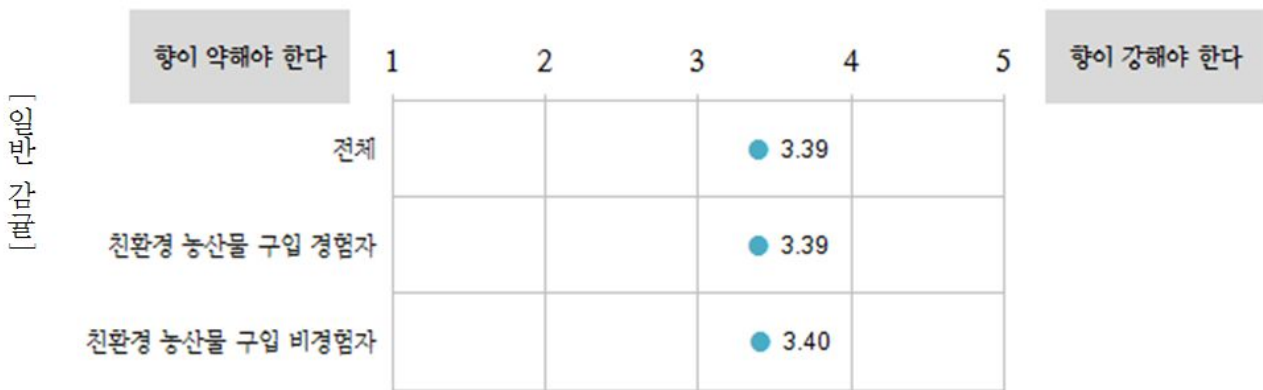 향이 약해야 한다 1 2 3 4 5 향이 강해야 한다
[일반 감귤]
전체 3.39
친환경 농산물 구입 경험자 3.39
친환경 농산물 구입 비경험자 3.40